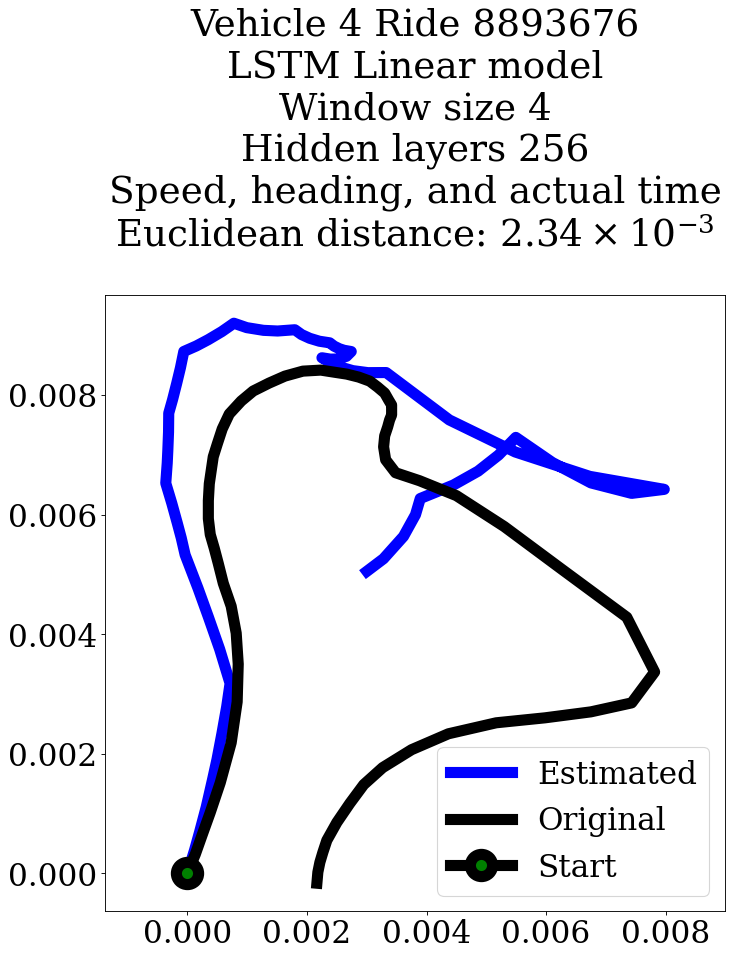 Vehicle 4 Ride 8893676
LSTM Linear model
Window size 4
Hidden layers 256
Speed, heading, and actual time
Euclidean distance: 2.34 × 10⁻³
0.008
0.006
0.004
0.002
0.000
Estimated
Original
Start
0.000 0.002 0.004 0.006 0.008